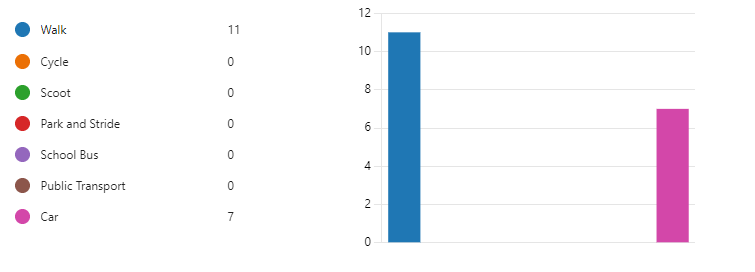 Walk 11
Cycle 0
Scoot 0
Park and Stride 0
School Bus 0
Public Transport 0
Car 7
12
10
8
6
4
2
0